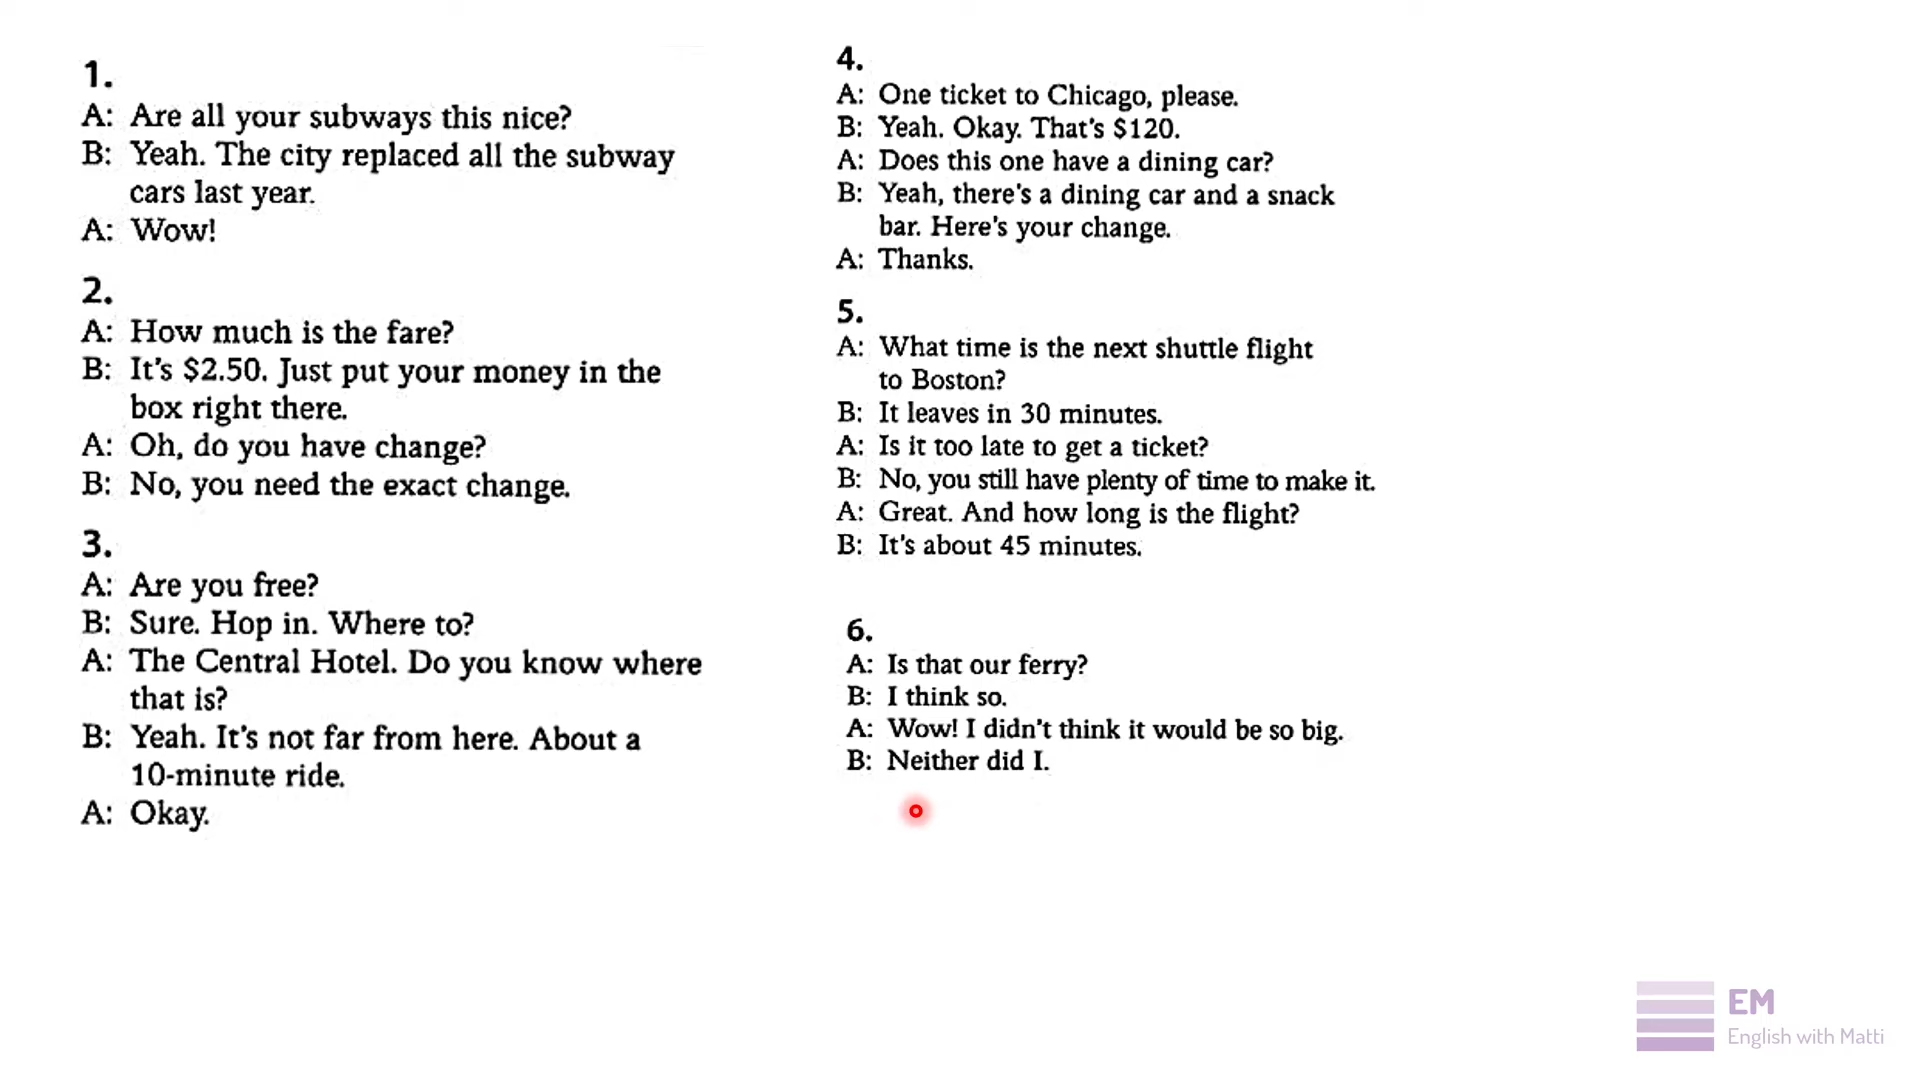 1.
A: Are all your subways this nice?
B: Yeah. The city replaced all the subway
cars last year.
A: Wow!
2.
A: How much is the fare?
B: It's $2.50. Just put your money in the
box right there.
A: Oh, do you have change?
B: No, you need the exact change.
3.
A: Are you free?
B: Sure. Hop in. Where to?
A: The Central Hotel. Do you know where
that is?
B: Yeah. It's not far from here. About a
10-minute ride.
A: Okay.
4.
A: One ticket to Chicago, please.
B: Yeah. Okay. That's $120.
A: Does this one have a dining car?
B: Yeah, there's a dining car and a snack
bar. Here's your change.
A: Thanks.
5.
A: What time is the next shuttle flight
to Boston?
B: It leaves in 30 minutes.
A: Is it too late to get a ticket?
B: No, you still have plenty of time to make it.
A: Great. And how long is the flight?
B: It's about 45 minutes.
6.
A: Is that our ferry?
B: I think so.
A: Wow! I didn't think it would be so big.
B: Neither did I.
EM
English with Matti